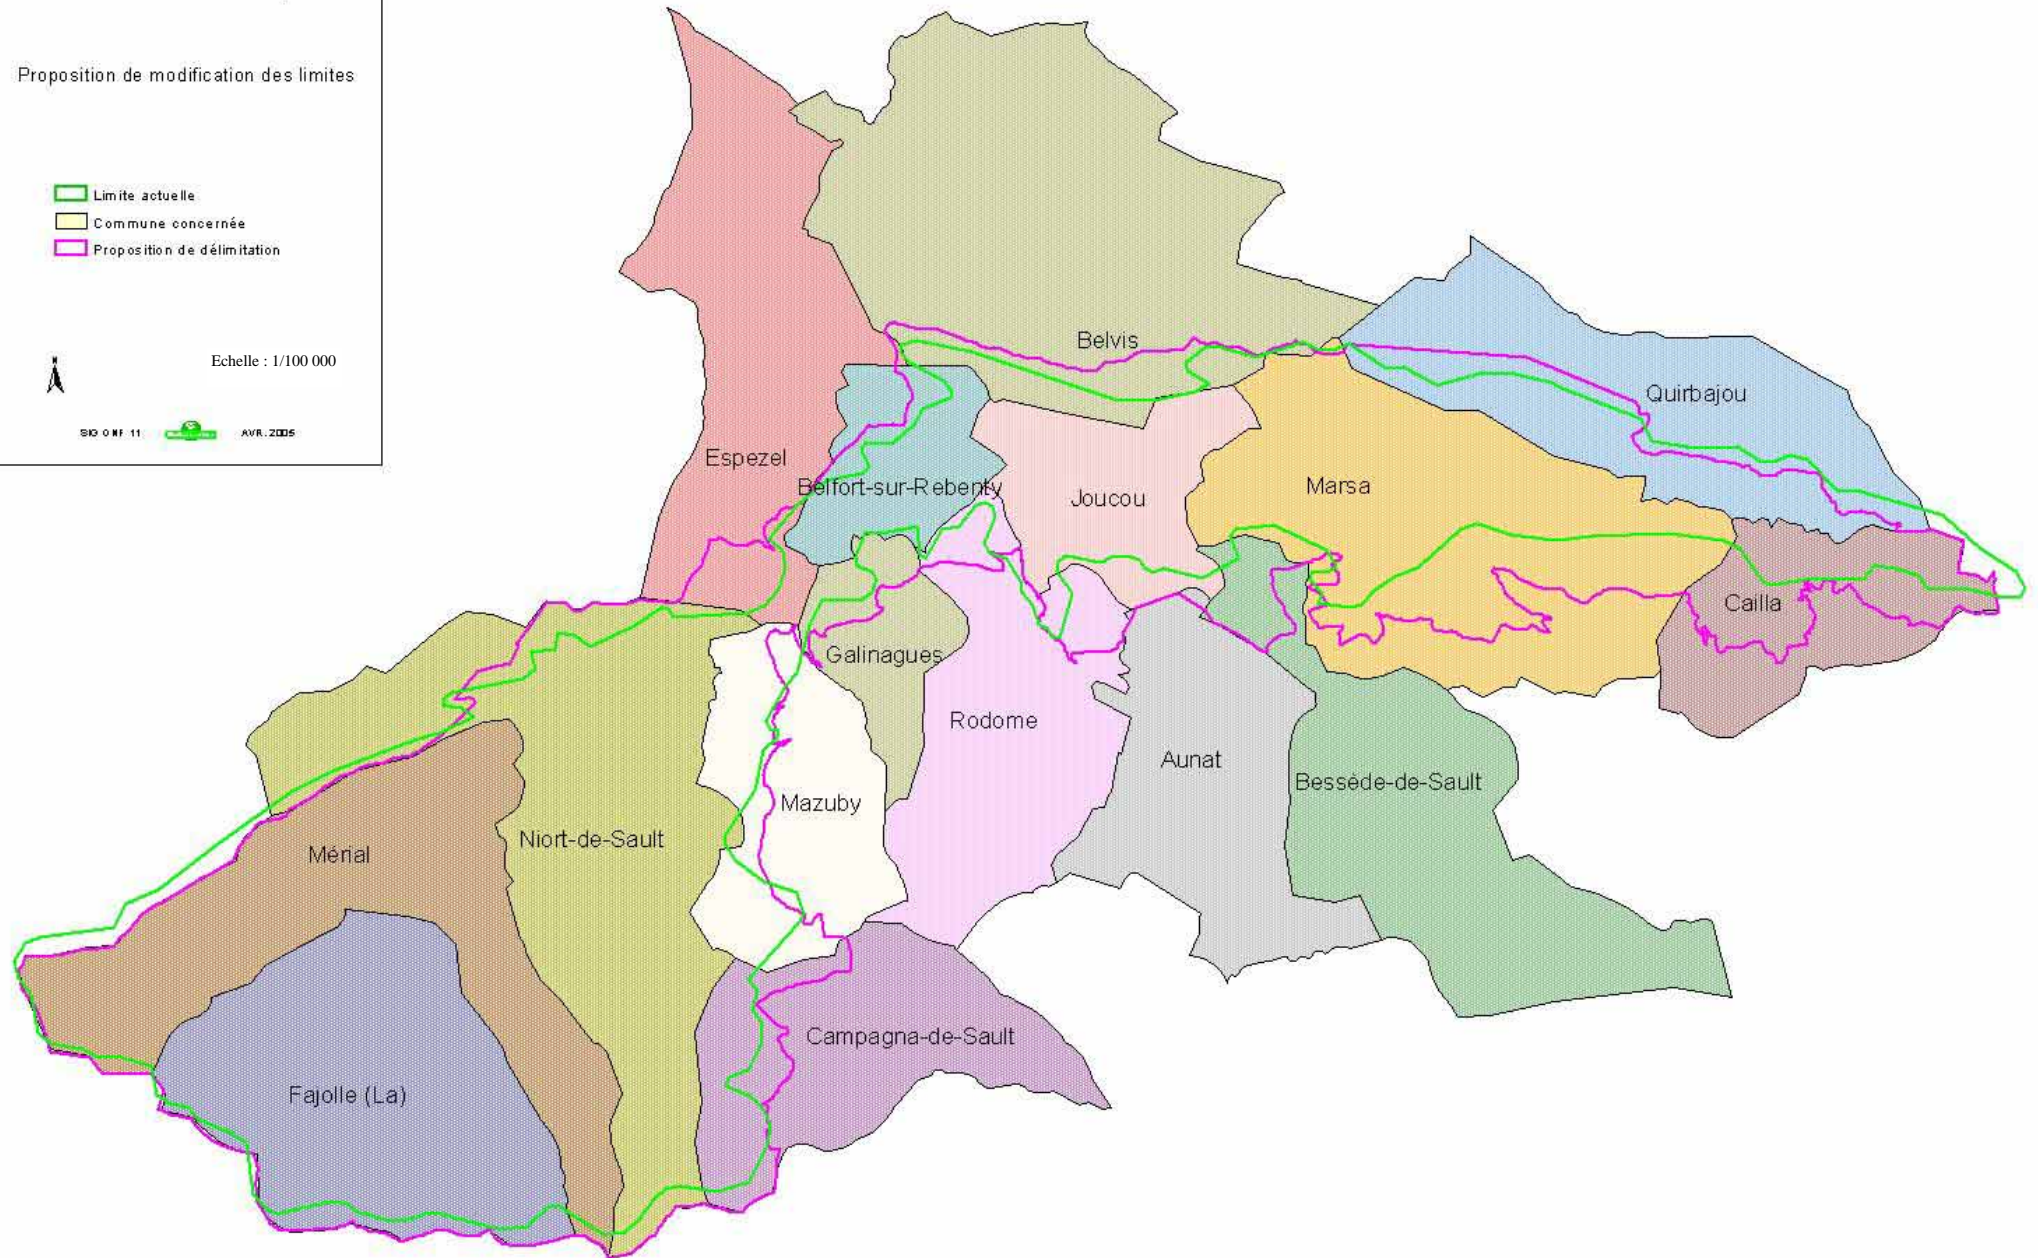 Proposition de modification des limites
Limite actuelle
Commune concernée
Proposition de délimitation
N
Echelle : 1/100 000
SIG ONF 11 AVR. 2005
Belvis
Quirbajou
Espezel
Belfort-sur-Rebenty
Joucou
Marsa
Cailla
Galinagues
Rodome
Aunat
Bessède-de-Sault
Mazuby
Niort-de-Sault
Mérial
Campagna-de-Sault
Fajolle (La)